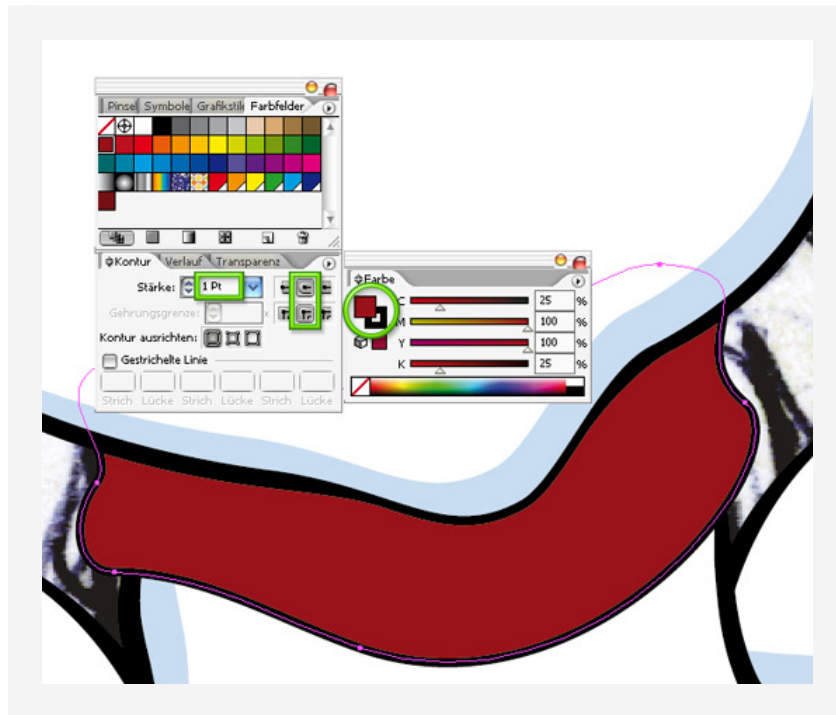 Pinsel Symbole Grafikstile Farbfelder
Kontur Verlauf Transparenz
Stärke: 1 Pt
Gehrungsgrenze: x
Kontur ausrichten:
Gestrichelte Linie
Strich Lücke Strich Lücke Strich Lücke
Farbe
C 25 %
M 100 %
Y 100 %
K 25 %